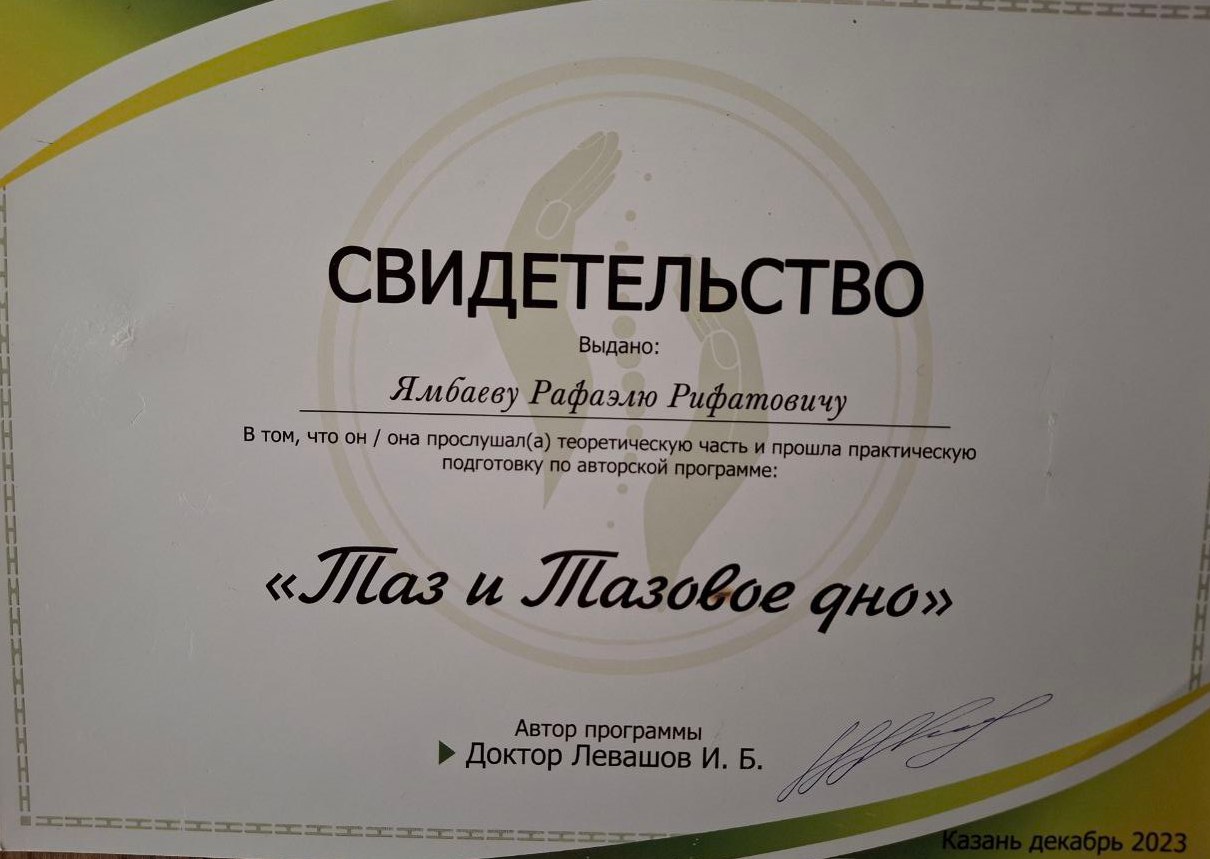 СВИДЕТЕЛЬСТВО
Выдано:
Ямбаеву Рафаэлю Рифатовичу
В том, что он / она прослушал(а) теоретическую часть и прошла практическую
подготовку по авторской программе:
«Таз и Тазовое дно»
Автор программы
Доктор Левашов И. Б.
Казань декабрь 2023